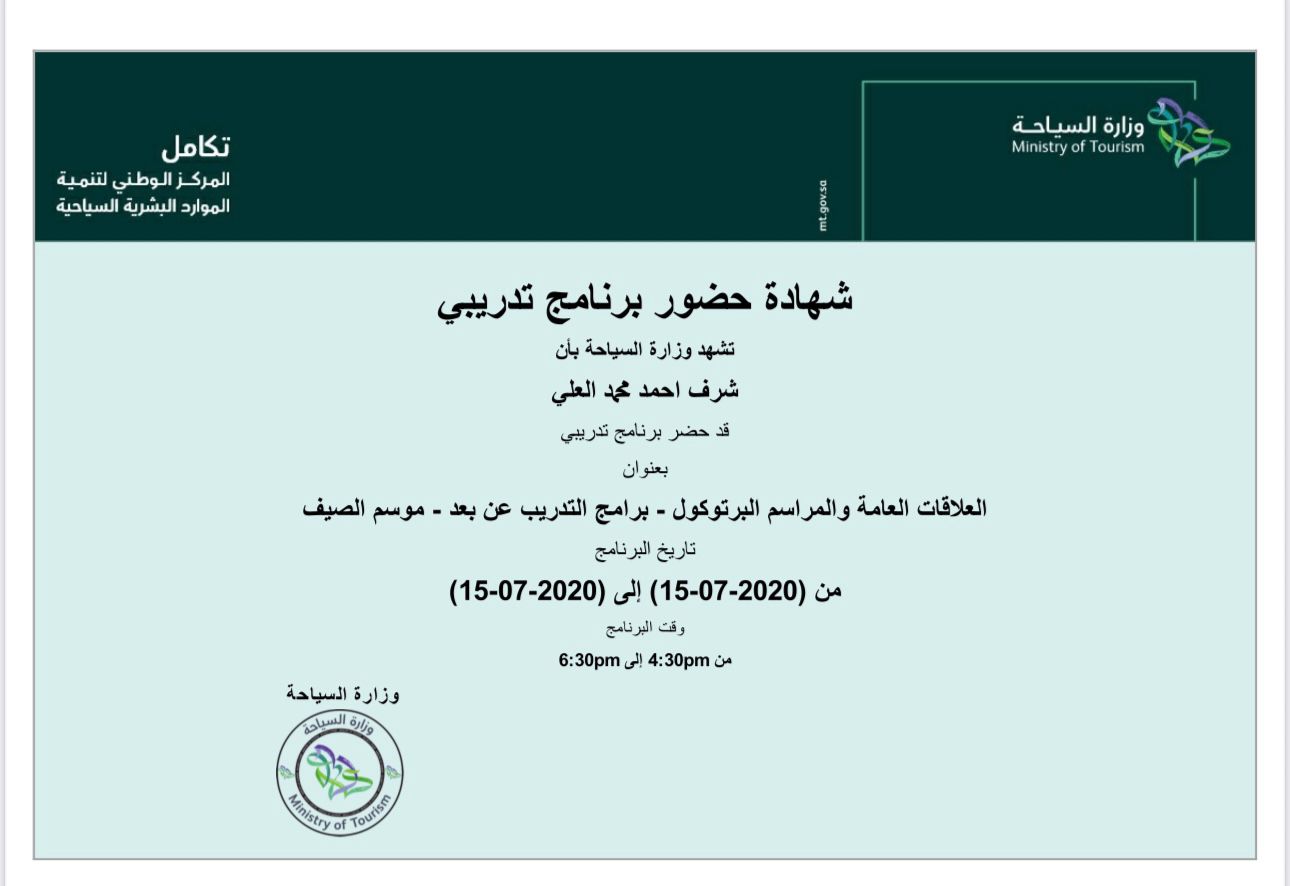 وزارة السياحة
Ministry of Tourism
mt.gov.sa
تكامل
المركز الوطني لتنمية
الموارد البشرية السياحية
شهادة حضور برنامج تدريبي
تشهد وزارة السياحة بأن
شرف احمد محمد العلي
قد حضر برنامج تدريبي
بعنوان
العلاقات العامة والمراسم البرتوكول - برامج التدريب عن بعد - موسم الصيف
تاريخ البرنامج
من (15-07-2020) إلى (15-07-2020)
وقت البرنامج
من 4:30pm إلى 6:30pm
وزارة السياحة
وزارة السياحة
Ministry of Tourism